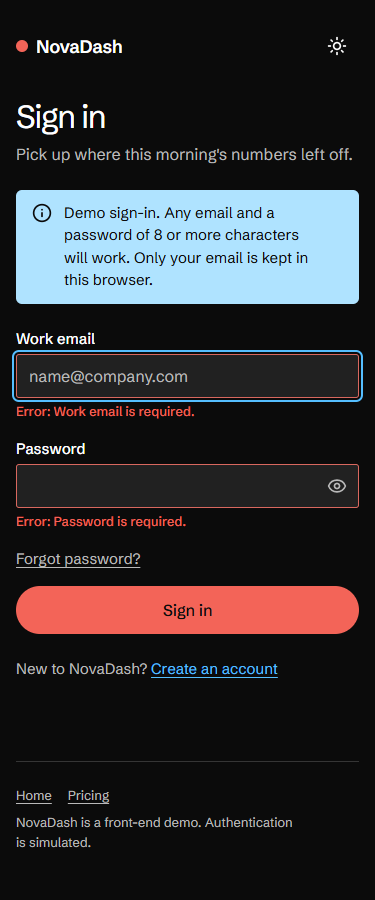 NovaDash
Sign in
Pick up where this morning's numbers left off.
Demo sign-in. Any email and a
password of 8 or more characters
will work. Only your email is kept in
this browser.
Work email
name@company.com
Error: Work email is required.
Password
Error: Password is required.
Forgot password?
Sign in
New to NovaDash? Create an account
Home Pricing
NovaDash is a front-end demo. Authentication
is simulated.